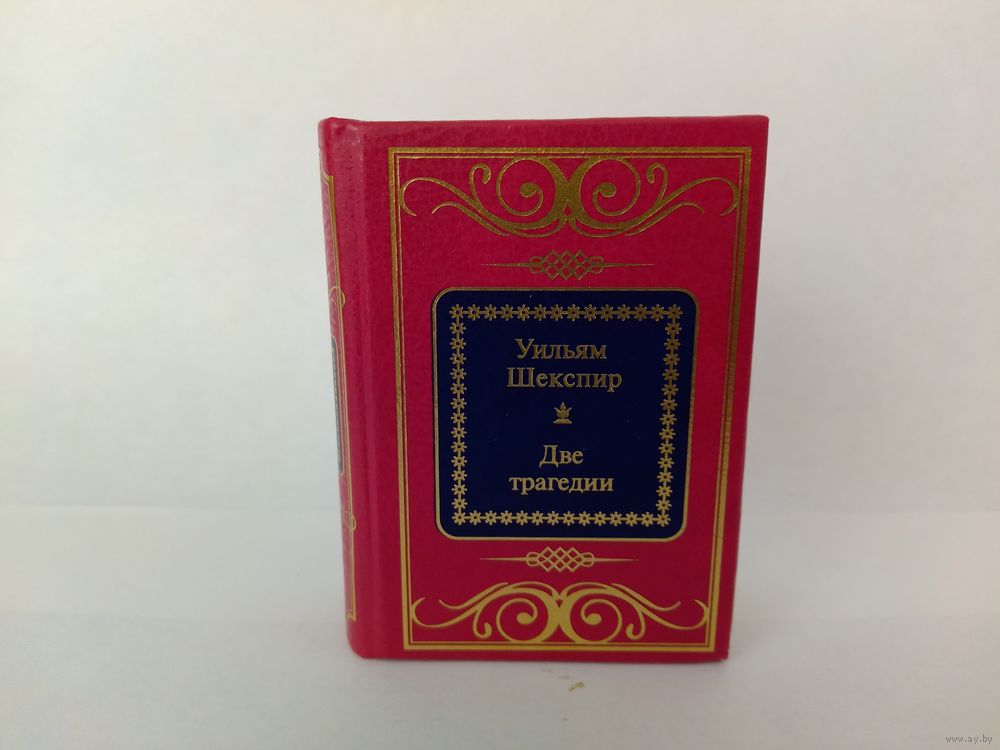 Уильям
Шекспир
Две
трагедии
www.ay.by